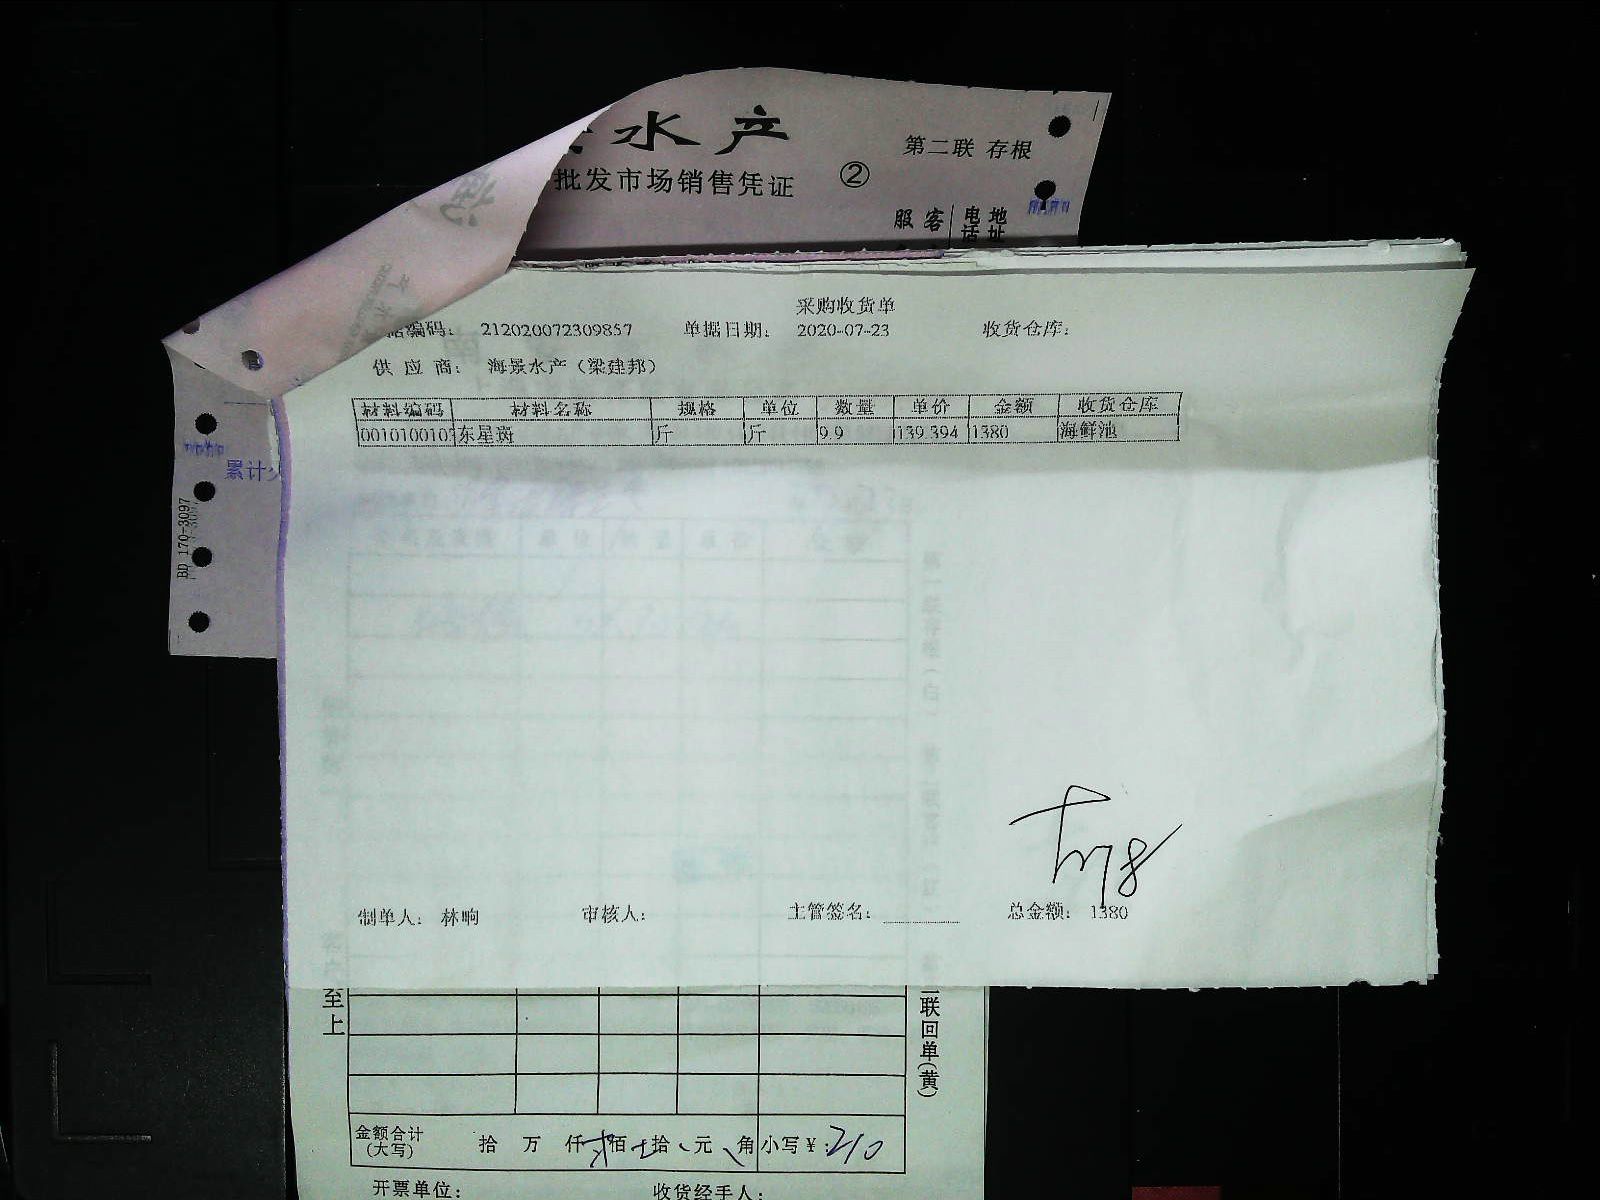 水产
批发市场销售凭证 ② 第二联 存根
服 客 电话 地址
采购收货单
编码： 212020072309857 单据日期： 2020-07-23 收货仓库：
供 应 商： 海景水产（梁建邦）
材料编码 材料名称 规格 单位 数量 单价 金额 收货仓库
00101001 东星斑 斤 斤 9.9 139.394 1380 海鲜池
累计
BD 170-3097
制单人： 林响 审核人： 主管签名： 总金额： 1380
至上
联回单(黄)
金额合计(大写) 拾 万 仟 佰 拾 元 角 小写¥： 210
开票单位： 收货经手人：